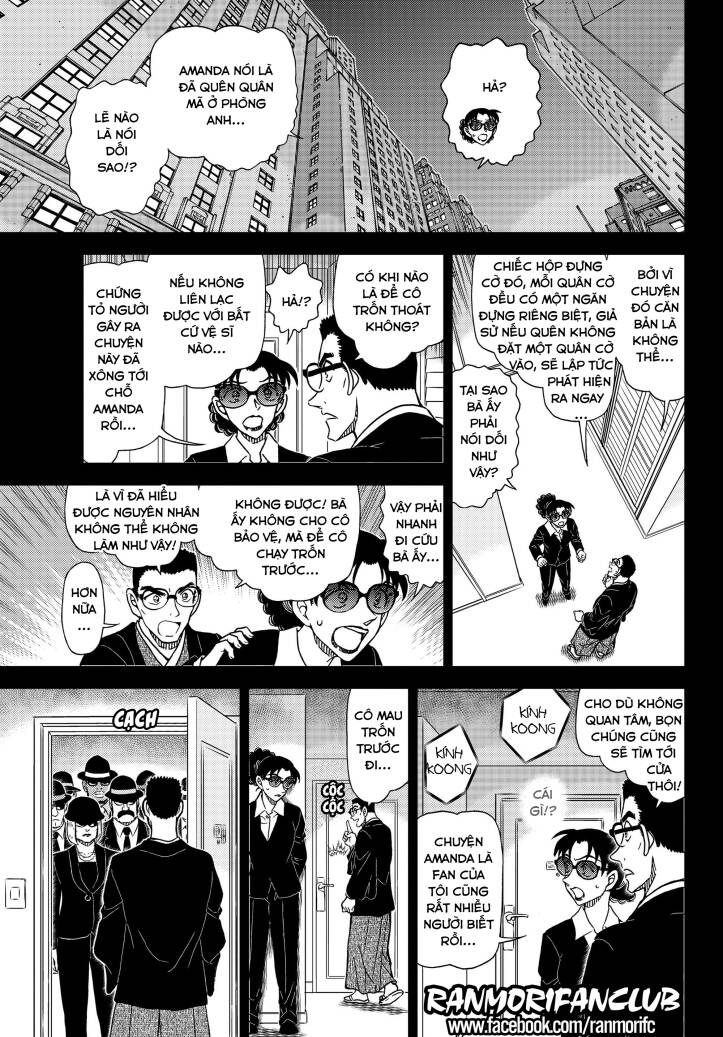 HẢ?
AMANDA NÓI LÀ
ĐÃ QUÊN QUÂN
MÃ Ở PHÒNG
ANH...
LẼ NÀO
LÀ NÓI
DỐI
SAO!?
BỞI VÌ
CHUYỆN
ĐÓ CĂN
BẢN LÀ
KHÔNG
THỂ...
CHIẾC HỘP ĐỰNG
CỜ ĐÓ, MỖI QUÂN CỜ
ĐỀU CÓ MỘT NGĂN
ĐỰNG RIÊNG BIỆT, GIẢ
SỬ NẾU QUÊN KHÔNG
ĐẶT MỘT QUÂN CỜ
VÀO, SẼ LẬP TỨC
PHÁT HIỆN
RA NGAY
...
TẠI SAO
BÀ ẤY
PHẢI
NÓI DỐI
NHƯ
VẬY?
CÓ KHI NÀO
LÀ ĐỂ CÔ
TRỐN THOÁT
KHÔNG?
HẢ!?
NẾU KHÔNG
LIÊN LẠC
ĐƯỢC VỚI BẤT
CỨ VỆ SĨ
NÀO...
CHỨNG
TỎ NGƯỜI
GÂY RA
CHUYỆN
NÀY ĐÃ
XÔNG TỚI
CHỖ
AMANDA
RỒI...
VẬY PHẢI
NHANH
ĐI CỨU
BÀ ẤY...
KHÔNG ĐƯỢC! BÀ
ẤY KHÔNG CHO CÔ
BẢO VỆ, MÀ ĐỂ CÔ
CHẠY TRỐN
TRƯỚC...
LÀ VÌ ĐÃ HIỂU
ĐƯỢC NGUYÊN NHÂN
KHÔNG THỂ KHÔNG
LÀM NHƯ VẬY!
HƠN
NỮA
...
CHO DÙ KHÔNG
QUAN TÂM, BỌN
CHÚNG CŨNG
SẼ TÌM TỚI
CỬA
THÔI!
KÍNH
KOONG
KÍNH
KOONG
CÁI
GÌ!?
CHUYỆN
AMANDA LÀ
FAN CỦA
TÔI CŨNG
RẤT NHIỀU
NGƯỜI BIẾT
RỒI...
CÔ MAU
TRỐN
TRƯỚC
ĐI...
CỘC
CỘC
CẠCH
RANMORIFANCLUB
www.facebook.com/ranmorifc